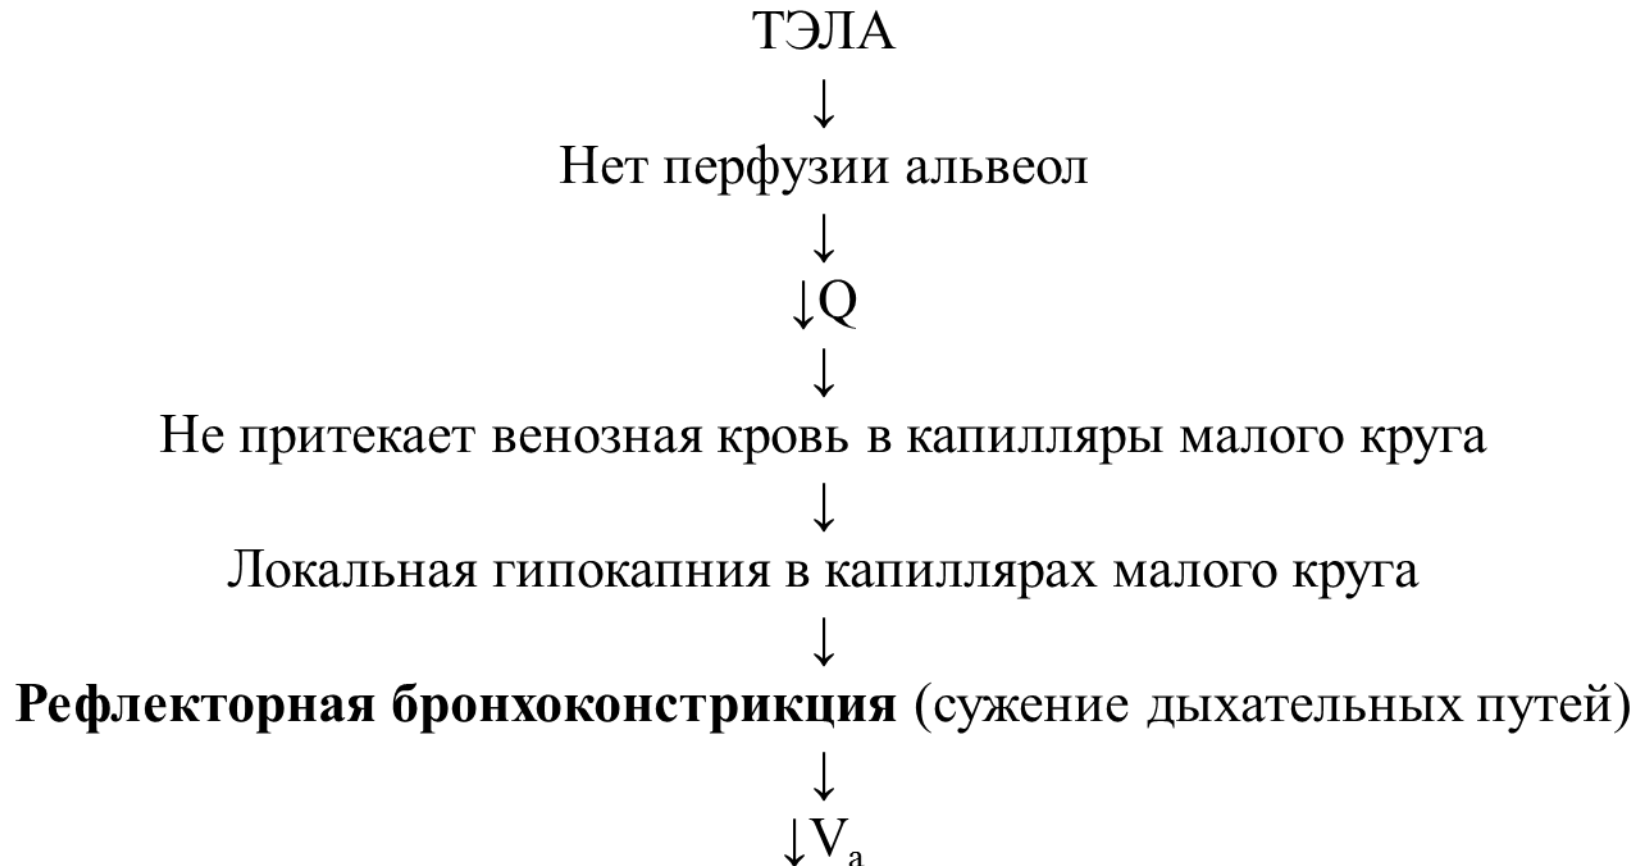 ТЭЛА
↓
Нет перфузии альвеол
↓
↓Q
↓
Не притекает венозная кровь в капилляры малого круга
↓
Локальная гипокапния в капиллярах малого круга
↓
Рефлекторная бронхоконстрикция (сужение дыхательных путей)
↓
↓Vₐ